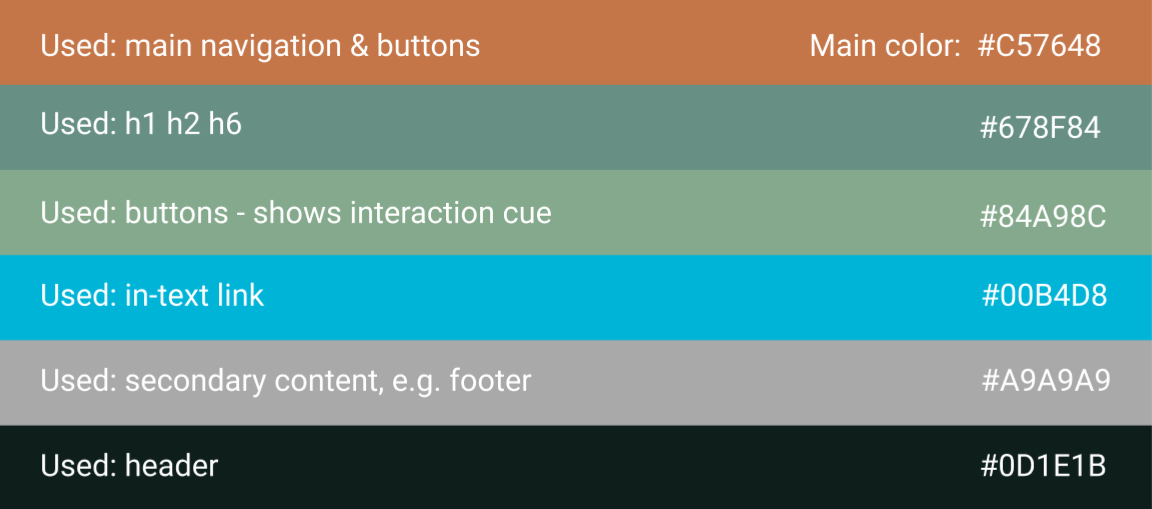 Used: main navigation & buttons Main color: #C57648
Used: h1 h2 h6 #678F84
Used: buttons - shows interaction cue #84A98C
Used: in-text link #00B4D8
Used: secondary content, e.g. footer #A9A9A9
Used: header #0D1E1B